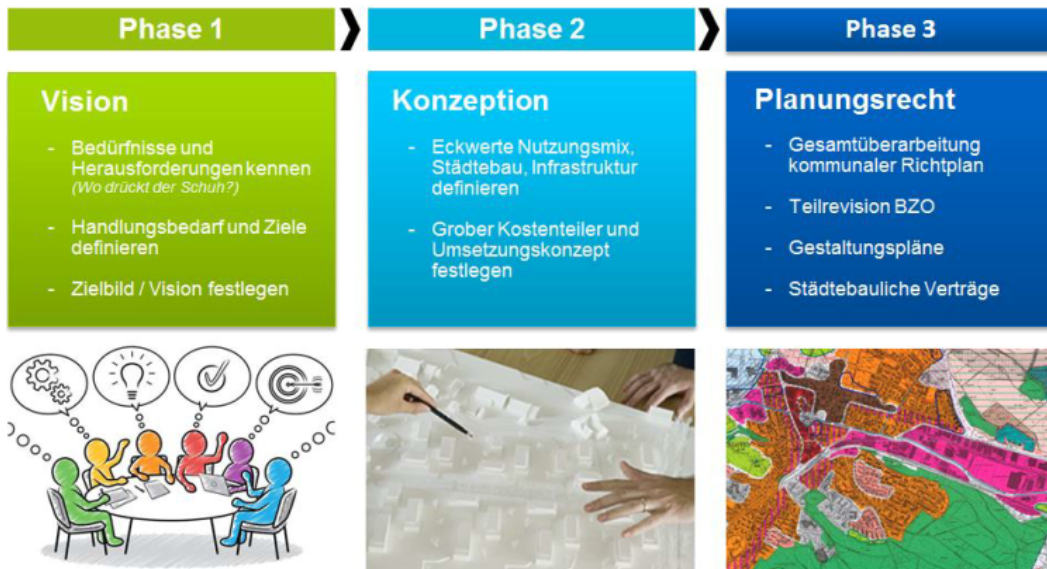 Phase 1
Phase 2
Phase 3
Vision
- Bedürfnisse und
Herausforderungen kennen
(Wo drückt der Schuh?)
- Handlungsbedarf und Ziele
definieren
- Zielbild / Vision festlegen
Konzeption
- Eckwerte Nutzungsmix,
Städtebau, Infrastruktur
definieren
- Grober Kostenteiler und
Umsetzungskonzept
festlegen
Planungsrecht
- Gesamtüberarbeitung
kommunaler Richtplan
- Teilrevision BZO
- Gestaltungspläne
- Städtebauliche Verträge